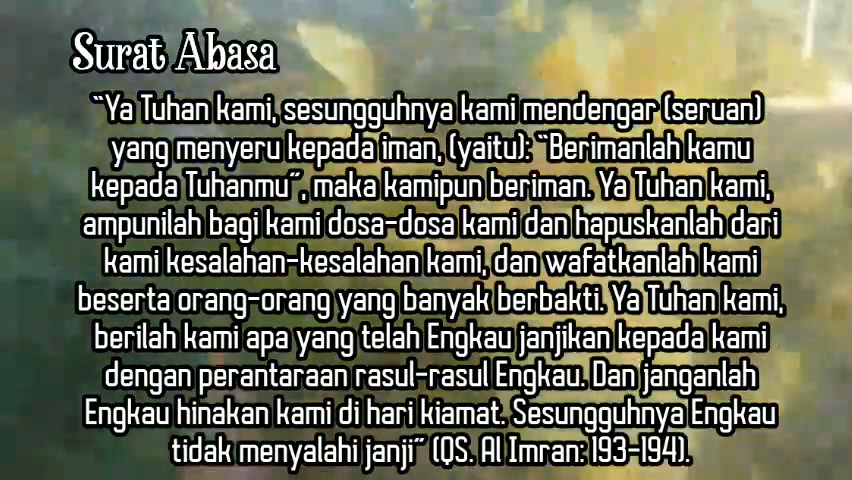 Surat Abasa
“Ya Tuhan kami, sesungguhnya kami mendengar (seruan)
yang menyeru kepada iman, (yaitu): “Berimanlah kamu
kepada Tuhanmu”, maka kamipun beriman. Ya Tuhan kami,
ampunilah bagi kami dosa-dosa kami dan hapuskanlah dari
kami kesalahan-kesalahan kami, dan wafatkanlah kami
beserta orang-orang yang banyak berbakti. Ya Tuhan kami,
berilah kami apa yang telah Engkau janjikan kepada kami
dengan perantaraan rasul-rasul Engkau. Dan janganlah
Engkau hinakan kami di hari kiamat. Sesungguhnya Engkau
tidak menyalahi janji” (QS. Al Imran: 193-194).